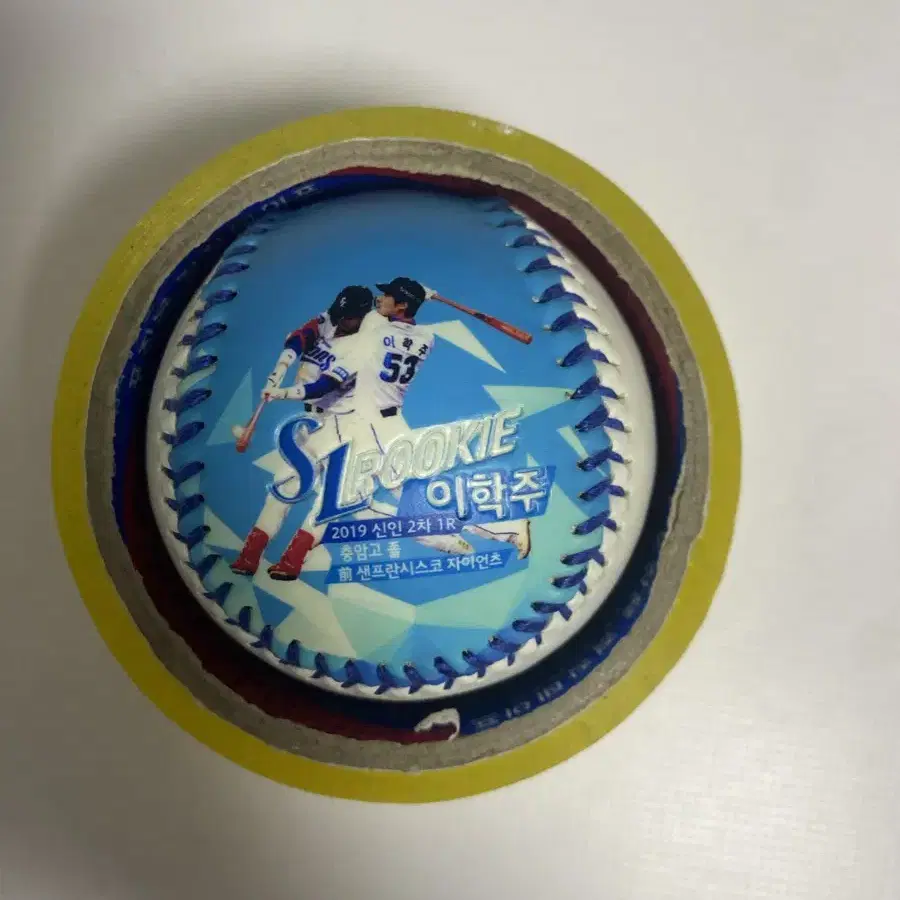 이학주
53
SL ROOKIE
이학주
2019 신인 2차 1R
충암고 졸
前 샌프란시스코 자이언츠